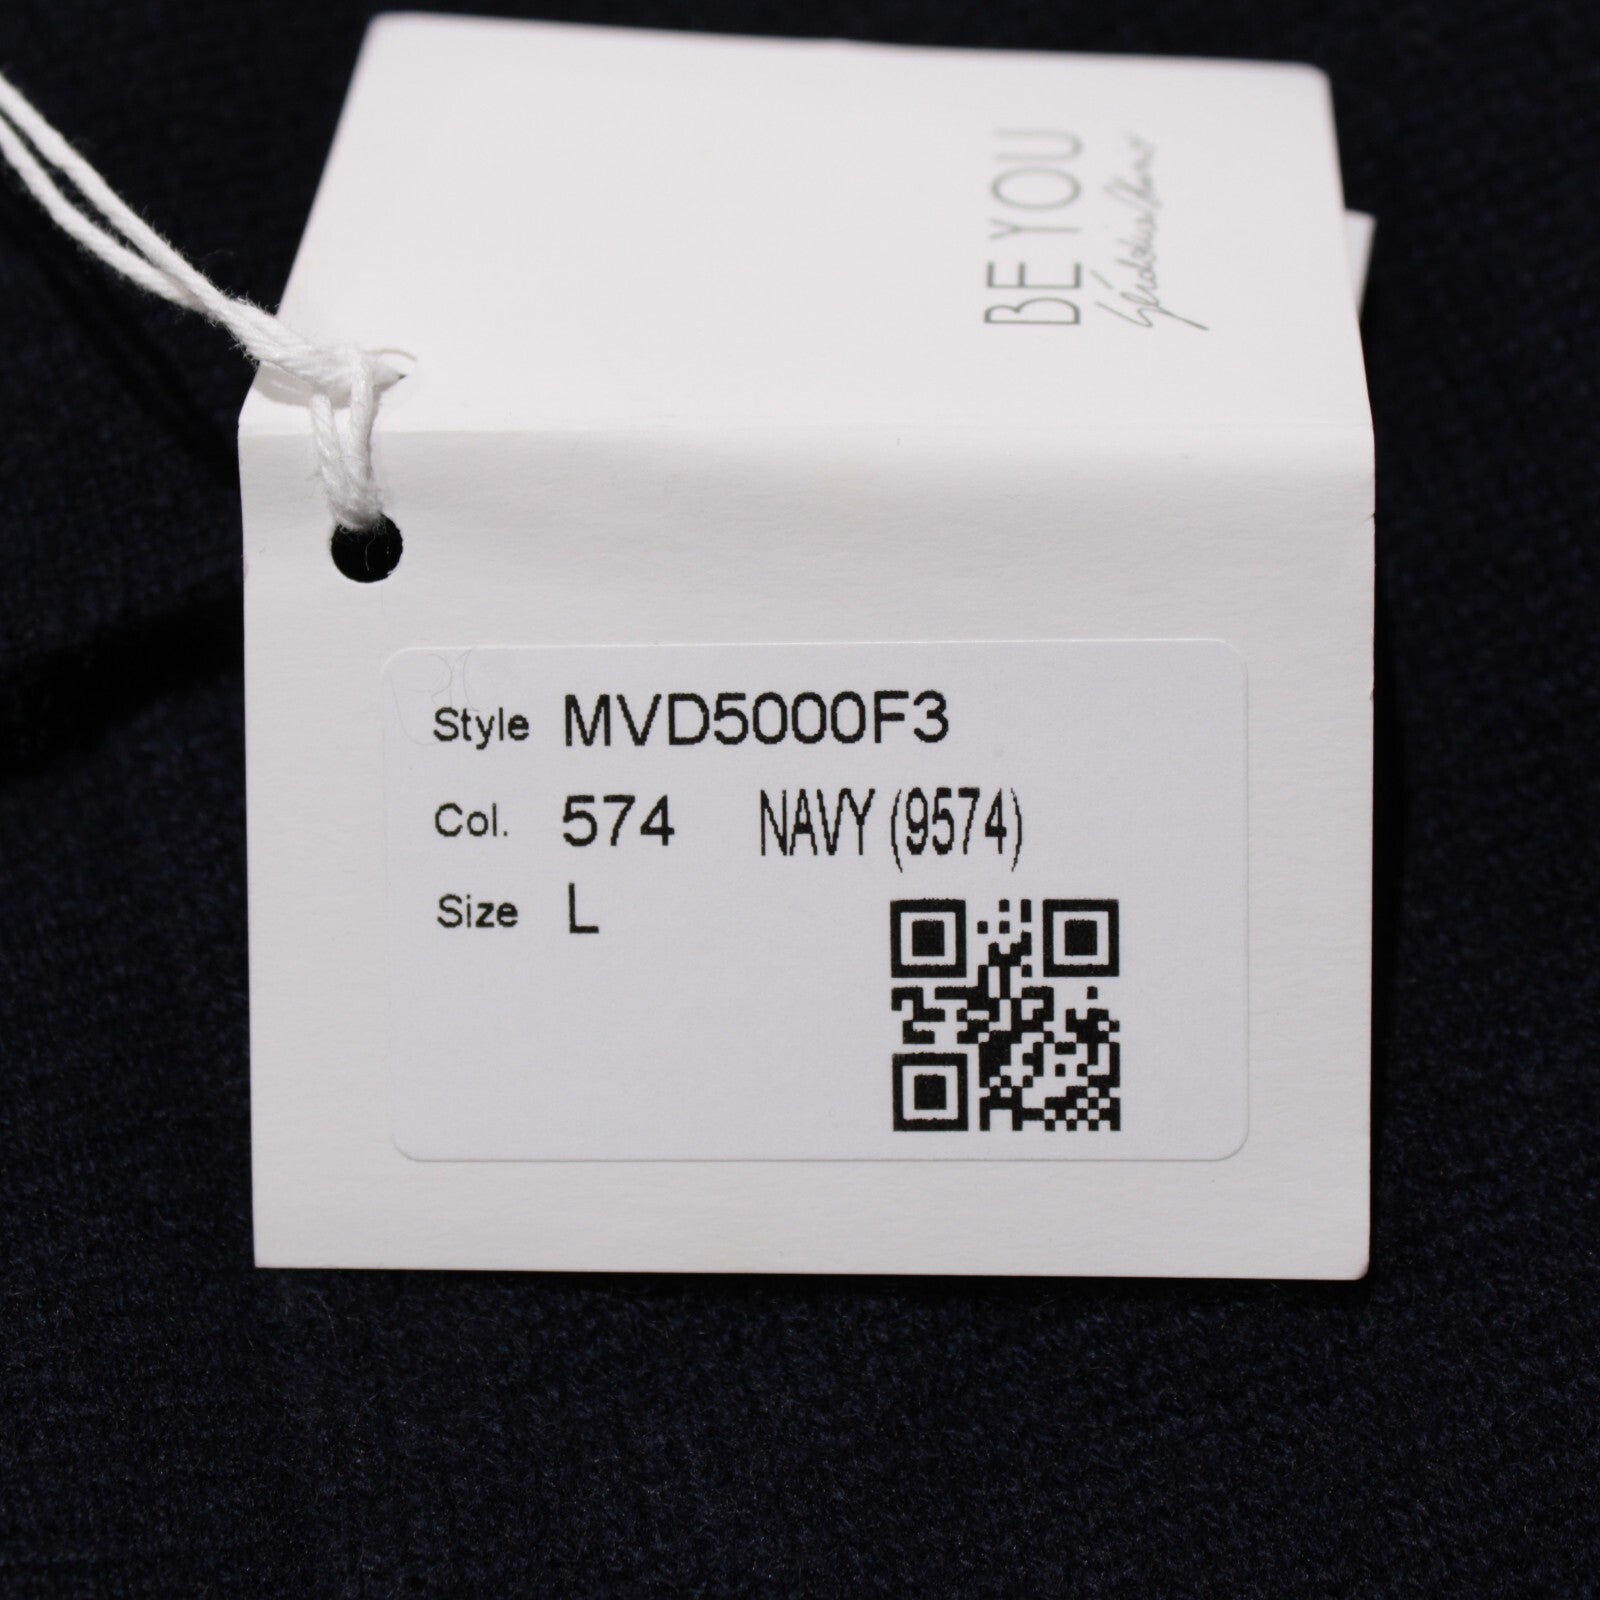 BE YOU
Style MVD5000F3
Col. 574 NAVY (9574)
Size L